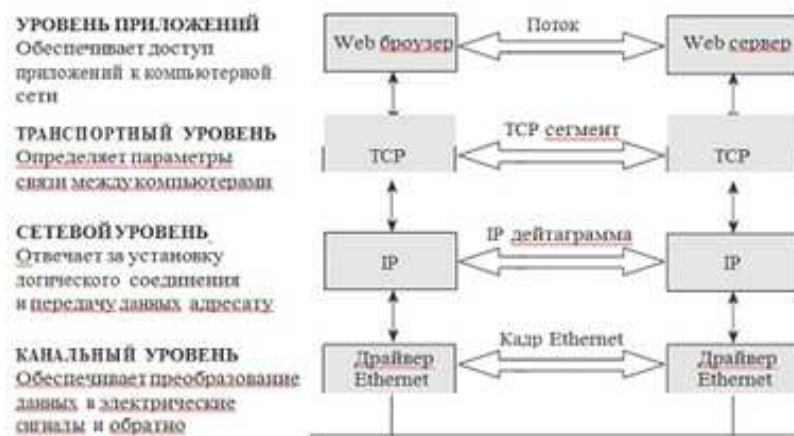 УРОВЕНЬ ПРИЛОЖЕНИЙ
Обеспечивает доступ
приложений к компьютерной
сети
Web броузер
Поток
Web сервер
ТРАНСПОРТНЫЙ УРОВЕНЬ
Определяет параметры
связи между компьютерами
TCP
TCP сегмент
TCP
СЕТЕВОЙ УРОВЕНЬ
Отвечает за установку
логического соединения
и передачу данных адресату
IP
IP дейтаграмма
IP
КАНАЛЬНЫЙ УРОВЕНЬ
Обеспечивает преобразование
данных в электрические
сигналы и обратно
Драйвер
Ethernet
Кадр Ethernet
Драйвер
Ethernet